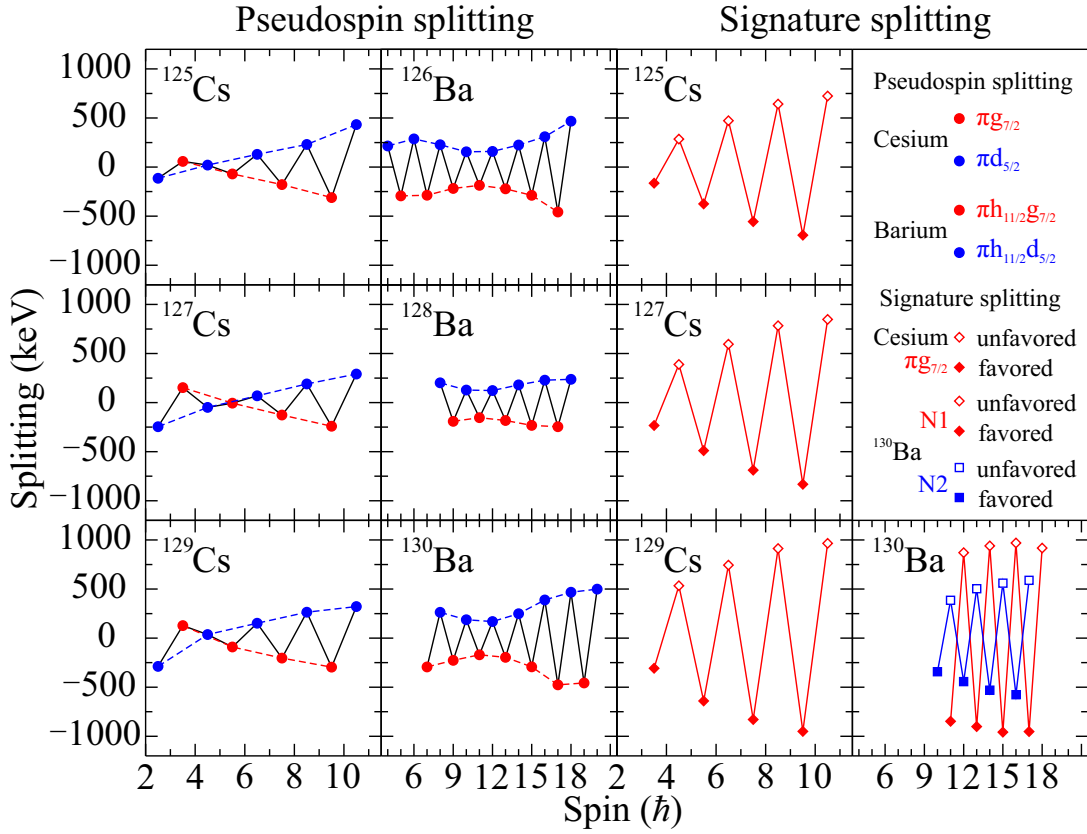 Pseudospin splitting Signature splitting
¹²⁵Cs ¹²⁶Ba ¹²⁵Cs
1000
500
0
−500
−1000
Pseudospin splitting
πg₇/₂
Cesium
πd₅/₂
πh₁₁/₂g₇/₂
Barium
πh₁₁/₂d₅/₂
¹²⁷Cs ¹²⁸Ba ¹²⁷Cs
1000
500
0
−500
−1000
Signature splitting
Cesium unfavored
πg₇/₂ favored
unfavored
N1 favored
¹³⁰Ba
unfavored
N2 favored
¹²⁹Cs ¹³⁰Ba ¹²⁹Cs ¹³⁰Ba
1000
500
0
−500
−1000
2 4 6 8 10 6 9 12 15 18 2 4 6 8 10 6 9 12 15 18
Splitting (keV)
Spin (ℏ)